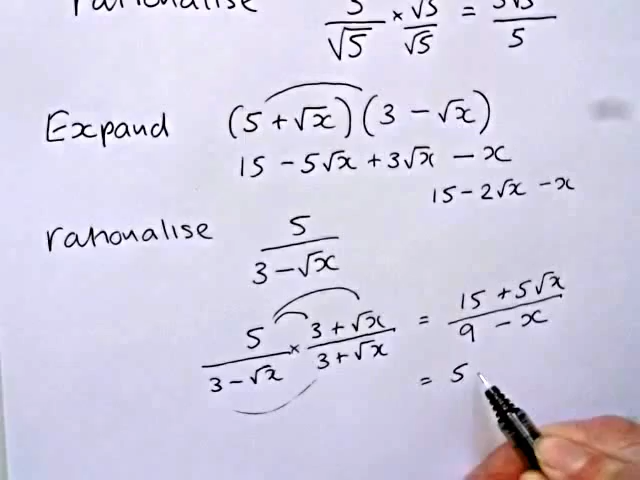 rationalise 5/√5 × √5/√5 = 5√5/5
Expand (5 + √x)(3 − √x)
15 − 5√x + 3√x − x
15 − 2√x − x
rationalise 5/(3 − √x)
5/(3 − √x) × (3 + √x)/(3 + √x) = (15 + 5√x)/(9 − x)
= 5